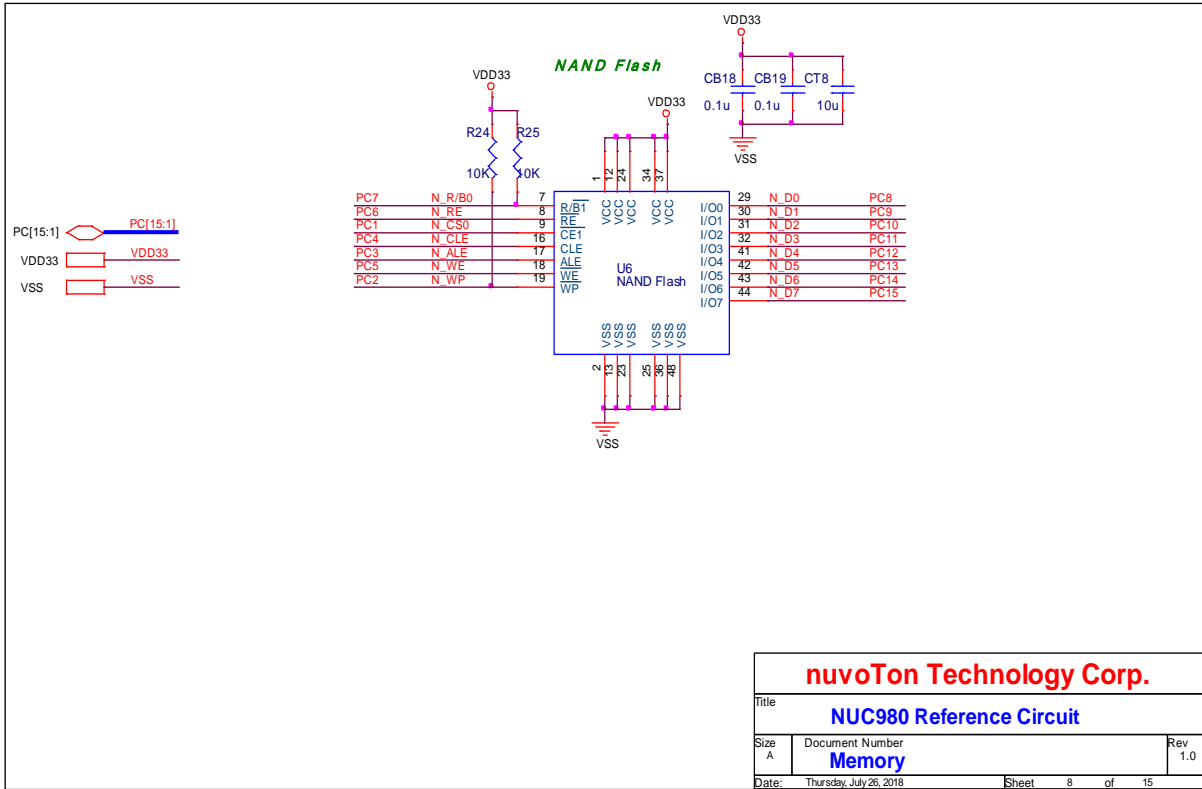 NAND Flash
VDD33
CB18 CB19 CT8
0.1u 0.1u 10u
VSS
VDD33
R24 R25
10K 10K
VDD33
1 12 24 34 37
VCC VCC VCC VCC VCC
PC7 N_R/B0 7 R/B1
PC6 N_RE 8 RE
PC1 N_CS0 9 CE1
PC4 N_CLE 16 CLE
PC3 N_ALE 17 ALE
PC5 N_WE 18 WE
PC2 N_WP 19 WP
U6
NAND Flash
I/O0 29 N_D0 PC8
I/O1 30 N_D1 PC9
I/O2 31 N_D2 PC10
I/O3 32 N_D3 PC11
I/O4 41 N_D4 PC12
I/O5 42 N_D5 PC13
I/O6 43 N_D6 PC14
I/O7 44 N_D7 PC15
VSS VSS VSS VSS VSS VSS
2 13 23 25 36 48
VSS
PC[15:1] PC[15:1]
VDD33 VDD33
VSS VSS
nuvoTon Technology Corp.
Title
NUC980 Reference Circuit
Size Document Number Rev
A Memory 1.0
Date: Thursday, July 26, 2018 Sheet 8 of 15